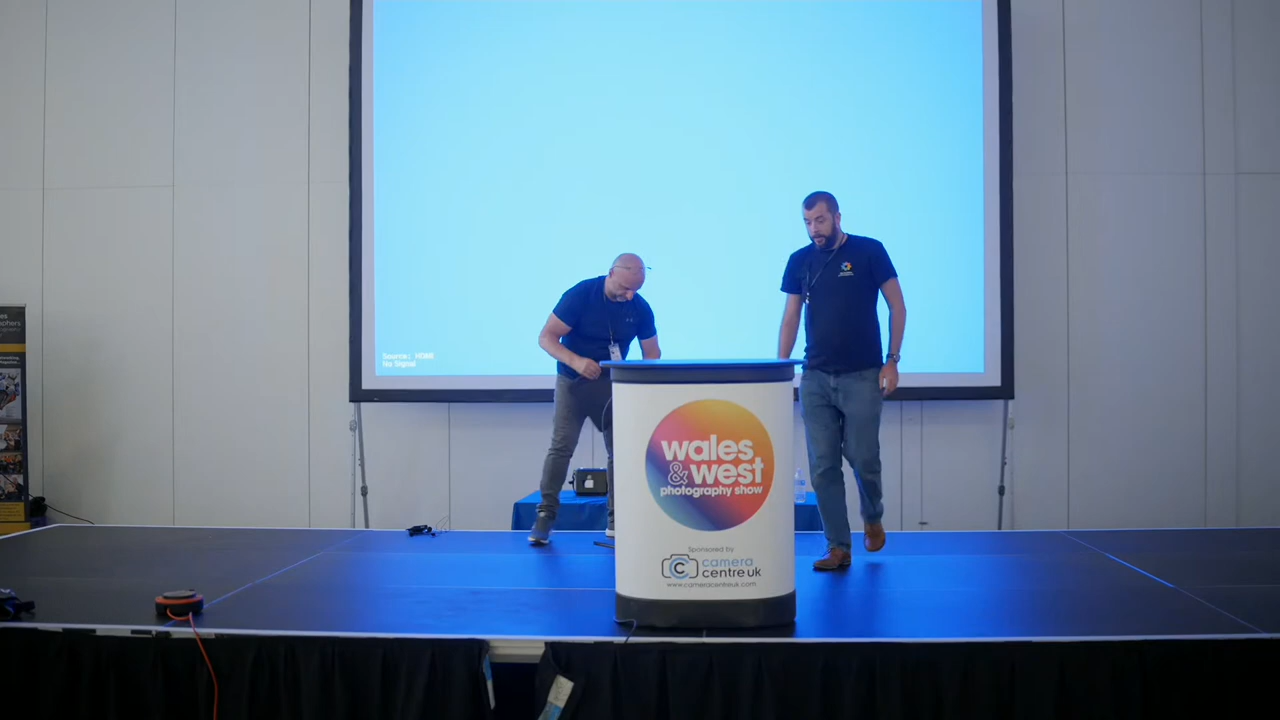 Source: HDMI
No Signal
wales
& west
photography show
Sponsored by
C
camera
centre uk
www.cameracentreuk.com